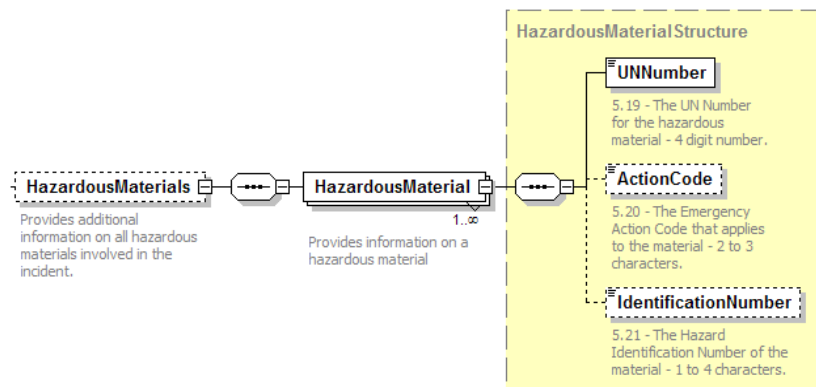 HazardousMaterialStructure
UNNumber
5.19 - The UN Number
for the hazardous
material - 4 digit number.
HazardousMaterials
Provides additional
information on all hazardous
materials involved in the
incident.
HazardousMaterial
1..∞
Provides information on a
hazardous material
ActionCode
5.20 - The Emergency
Action Code that applies
to the material - 2 to 3
characters.
IdentificationNumber
5.21 - The Hazard
Identification Number of the
material - 1 to 4 characters.